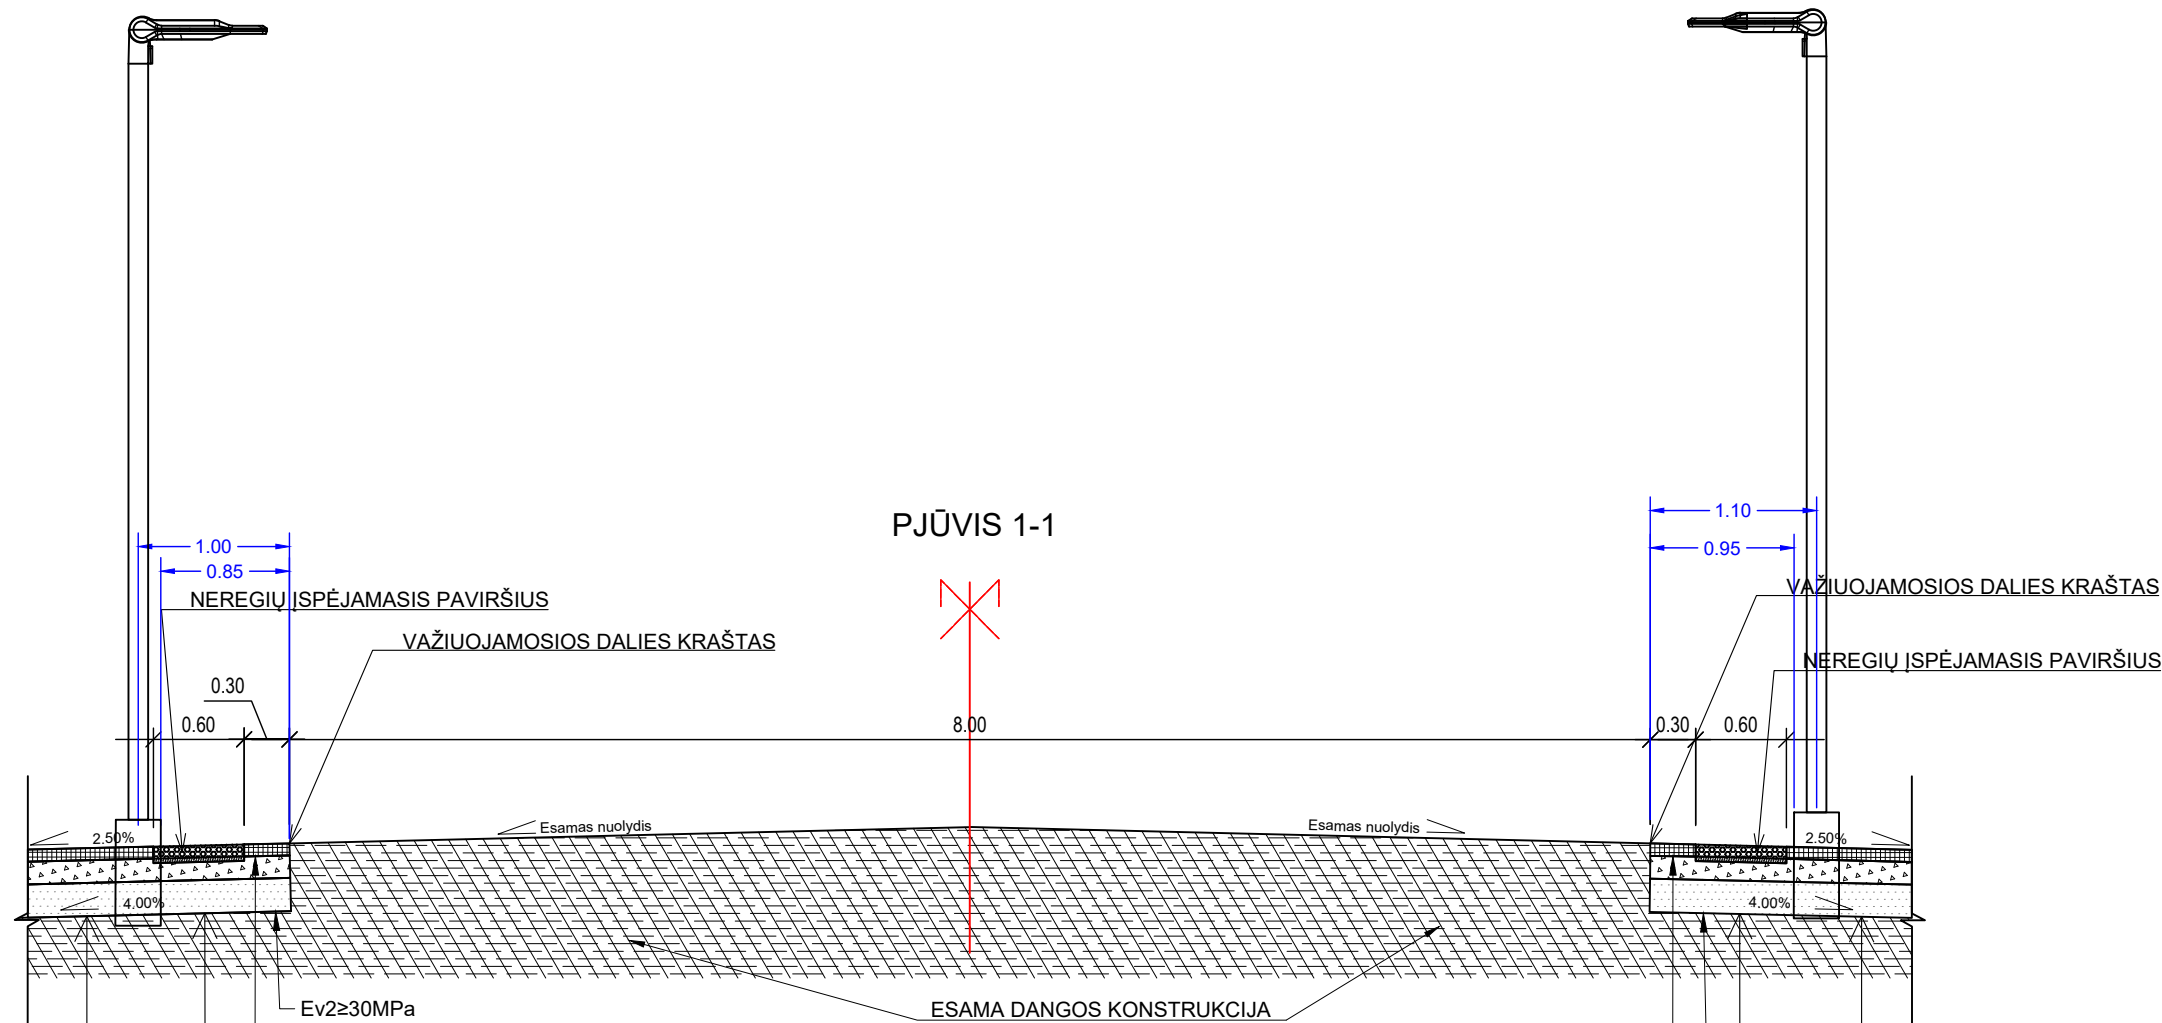 PJŪVIS 1-1
1.10
1.00
0.95
0.85
VAŽIUOJAMOSIOS DALIES KRAŠTAS
NEREGIŲ ĮSPĖJAMASIS PAVIRŠIUS
VAŽIUOJAMOSIOS DALIES KRAŠTAS
NEREGIŲ ĮSPĖJAMASIS PAVIRŠIUS
0.30
0.60
8.00
0.30
0.60
Esamas nuolydis
Esamas nuolydis
2.50%
2.50%
4.00%
4.00%
Ev2≥30MPa
ESAMA DANGOS KONSTRUKCIJA